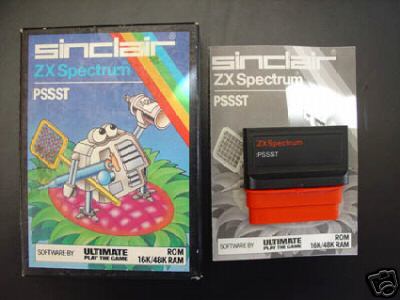 sinclair
ZX Spectrum
PSSST
SOFTWARE BY ULTIMATE PLAY THE GAME
ROM
16K/48K RAM
sinclair
ZX Spectrum
PSSST
ZX Spectrum
:PSSST
SOFTWARE BY ULTIMATE PLAY THE GAME
ROM
16K/48K RAM